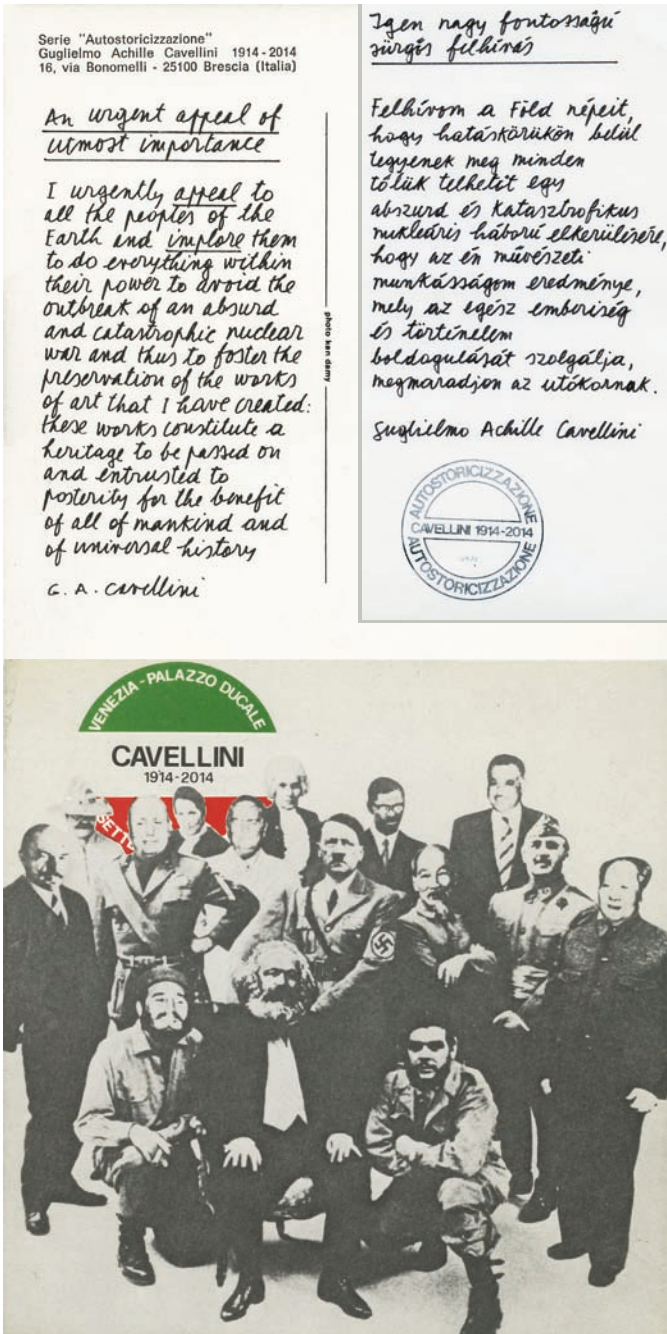 Serie "Autostoricizzazione"
Guglielmo Achille Cavellini 1914-2014
16, via Bonomelli - 25100 Brescia (Italia)
An urgent appeal of
utmost importance
I urgently appeal to
all the peoples of the
Earth and implore them
to do everything within
their power to avoid the
outbreak of an absurd
and catastrophic nuclear
war and thus to foster the
preservation of the works
of art that I have created:
these works constitute a
heritage to be passed on
and entrusted to
posterity for the benefit
of all of mankind and
of universal history
G. A. Cavellini
photo ken damy
Igen nagy fontosságú
sürgős felhívás
Felhívom a Föld népeit,
hogy hatáskörükön belül
tegyenek meg minden
tőlük telhetőt egy
abszurd és katasztrofikus
nukleáris háború elkerülésére,
hogy az én művészeti
munkásságom eredménye,
mely az egész emberiség
és történelem
boldogulását szolgálja,
megmaradjon az utókornak.
Guglielmo Achille Cavellini
AUTOSTORICIZZAZIONE
CAVELLINI 1914-2014
AUTOSTORICIZZAZIONE
VENEZIA - PALAZZO DUCALE
CAVELLINI
1914-2014
SETTE